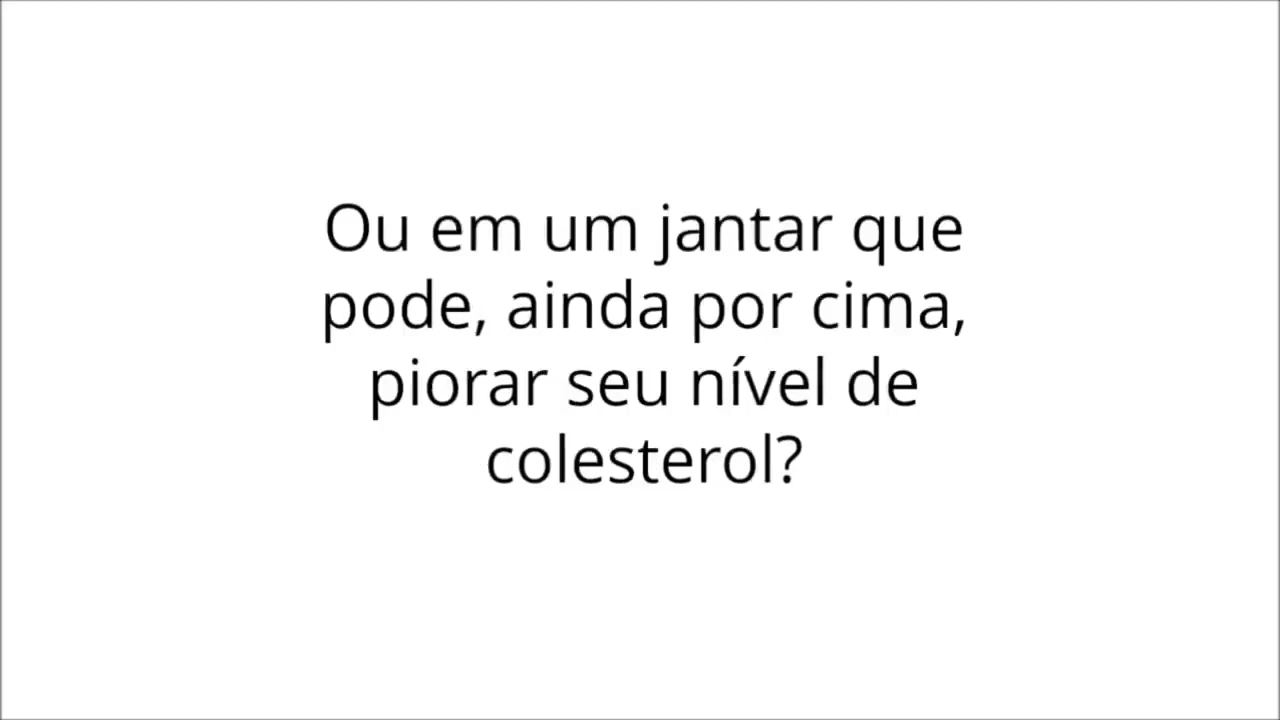 Ou em um jantar que
pode, ainda por cima,
piorar seu nível de
colesterol?